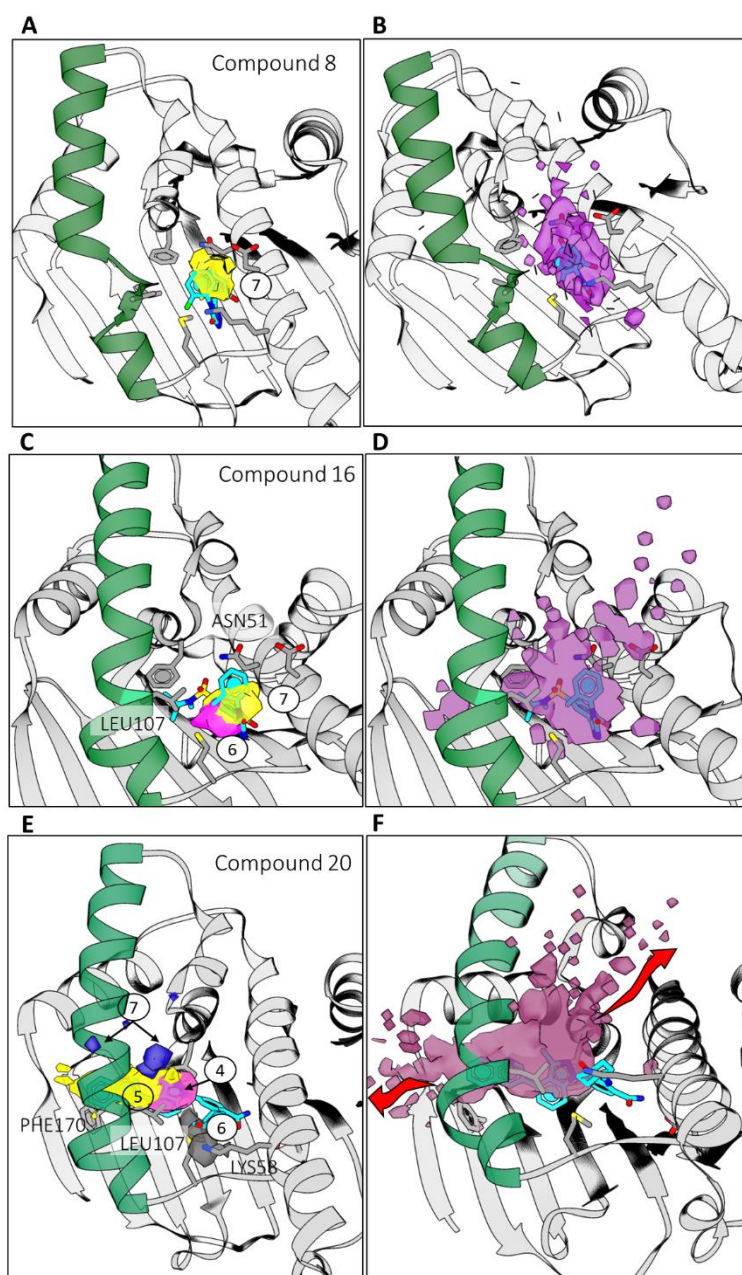 A
B
Compound 8
7
C
D
Compound 16
ASN51
7
LEU107
6
E
F
Compound 20
7
4
5
6
PHE170
LEU107
LYS58